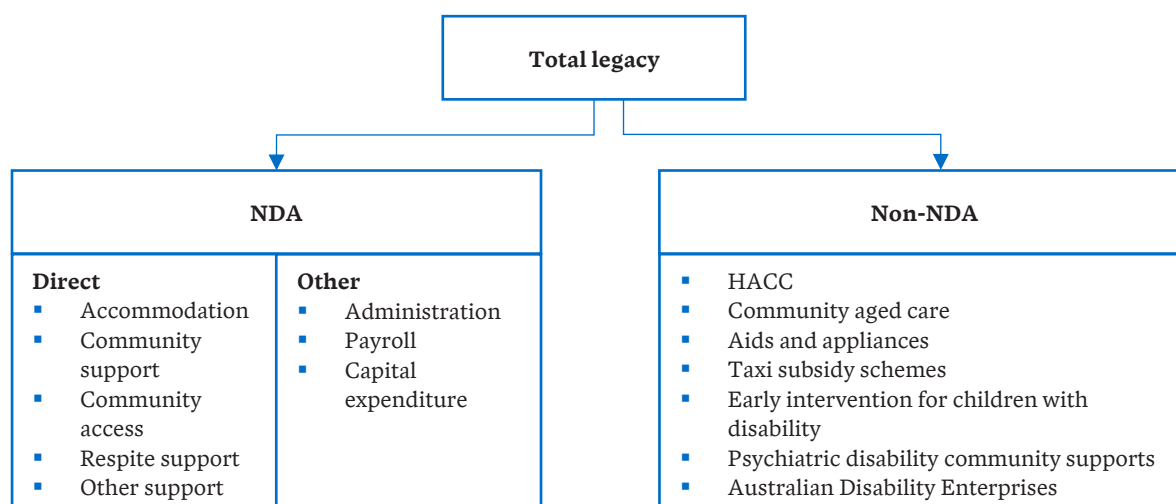 Total legacy
NDA
Direct
▪ Accommodation
▪ Community
support
▪ Community
access
▪ Respite support
▪ Other support
Other
▪ Administration
▪ Payroll
▪ Capital
expenditure
Non-NDA
▪ HACC
▪ Community aged care
▪ Aids and appliances
▪ Taxi subsidy schemes
▪ Early intervention for children with
disability
▪ Psychiatric disability community supports
▪ Australian Disability Enterprises